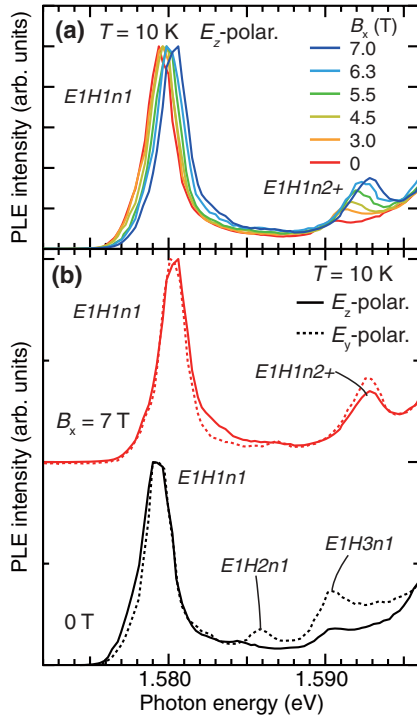 (a) T = 10 K E_z-polar. B_x (T)
7.0
6.3
5.5
4.5
3.0
0
E1H1n1
E1H1n2+
PLE intensity (arb. units)
(b) T = 10 K
E1H1n1
E_z-polar.
E_y-polar.
E1H1n2+
B_x = 7 T
E1H1n1
E1H2n1
E1H3n1
0 T
PLE intensity (arb. units)
1.580 1.590
Photon energy (eV)